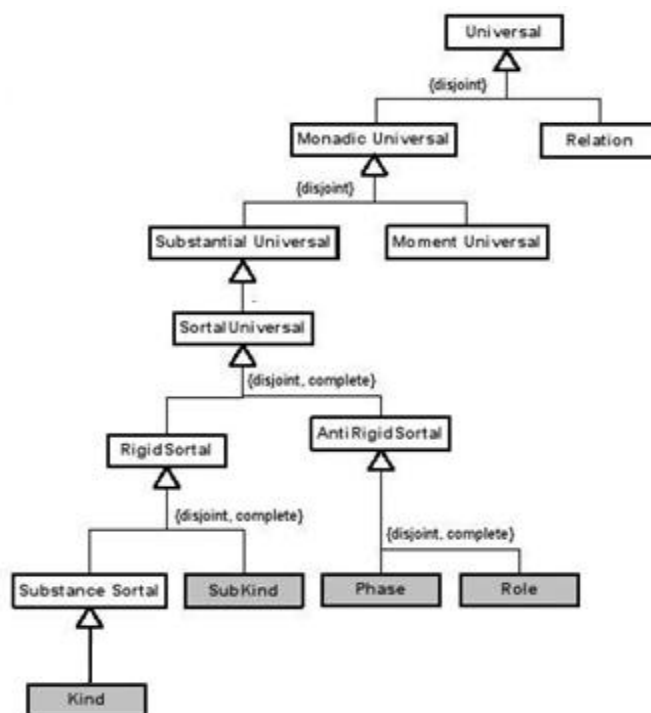 Universal
{disjoint}
Monadic Universal
Relation
{disjoint}
Substantial Universal
Moment Universal
SortalUniversal
{disjoint, complete}
RigidSortal
AntiRigidSortal
{disjoint, complete}
{disjoint, complete}
Substance Sortal
SubKind
Phase
Role
Kind